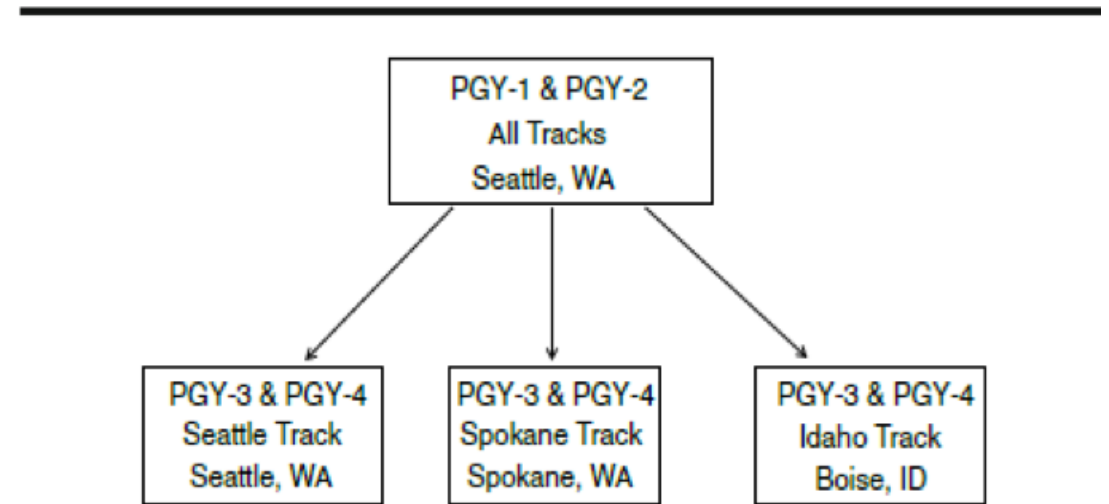 PGY-1 & PGY-2
All Tracks
Seattle, WA
PGY-3 & PGY-4
Seattle Track
Seattle, WA
PGY-3 & PGY-4
Spokane Track
Spokane, WA
PGY-3 & PGY-4
Idaho Track
Boise, ID